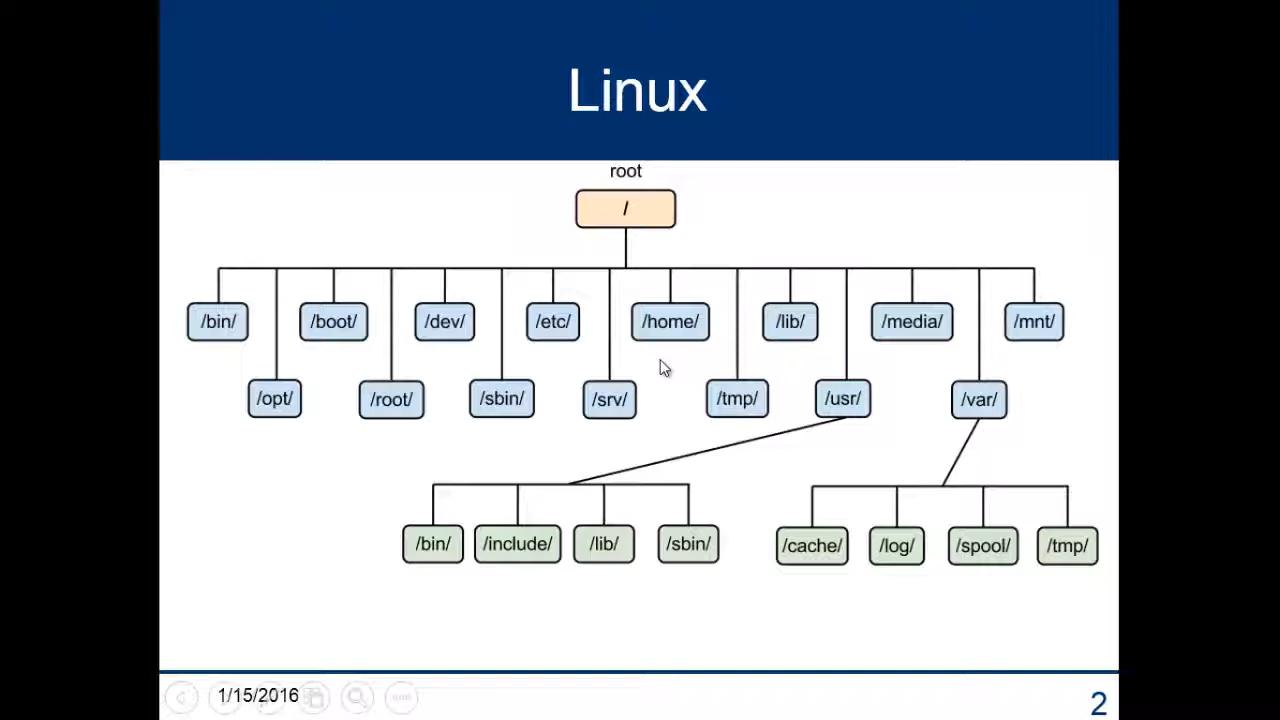 Linux
root
/
/bin/ /boot/ /dev/ /etc/ /home/ /lib/ /media/ /mnt/
/opt/ /root/ /sbin/ /srv/ /tmp/ /usr/ /var/
/bin/ /include/ /lib/ /sbin/ /cache/ /log/ /spool/ /tmp/
1/15/2016 2